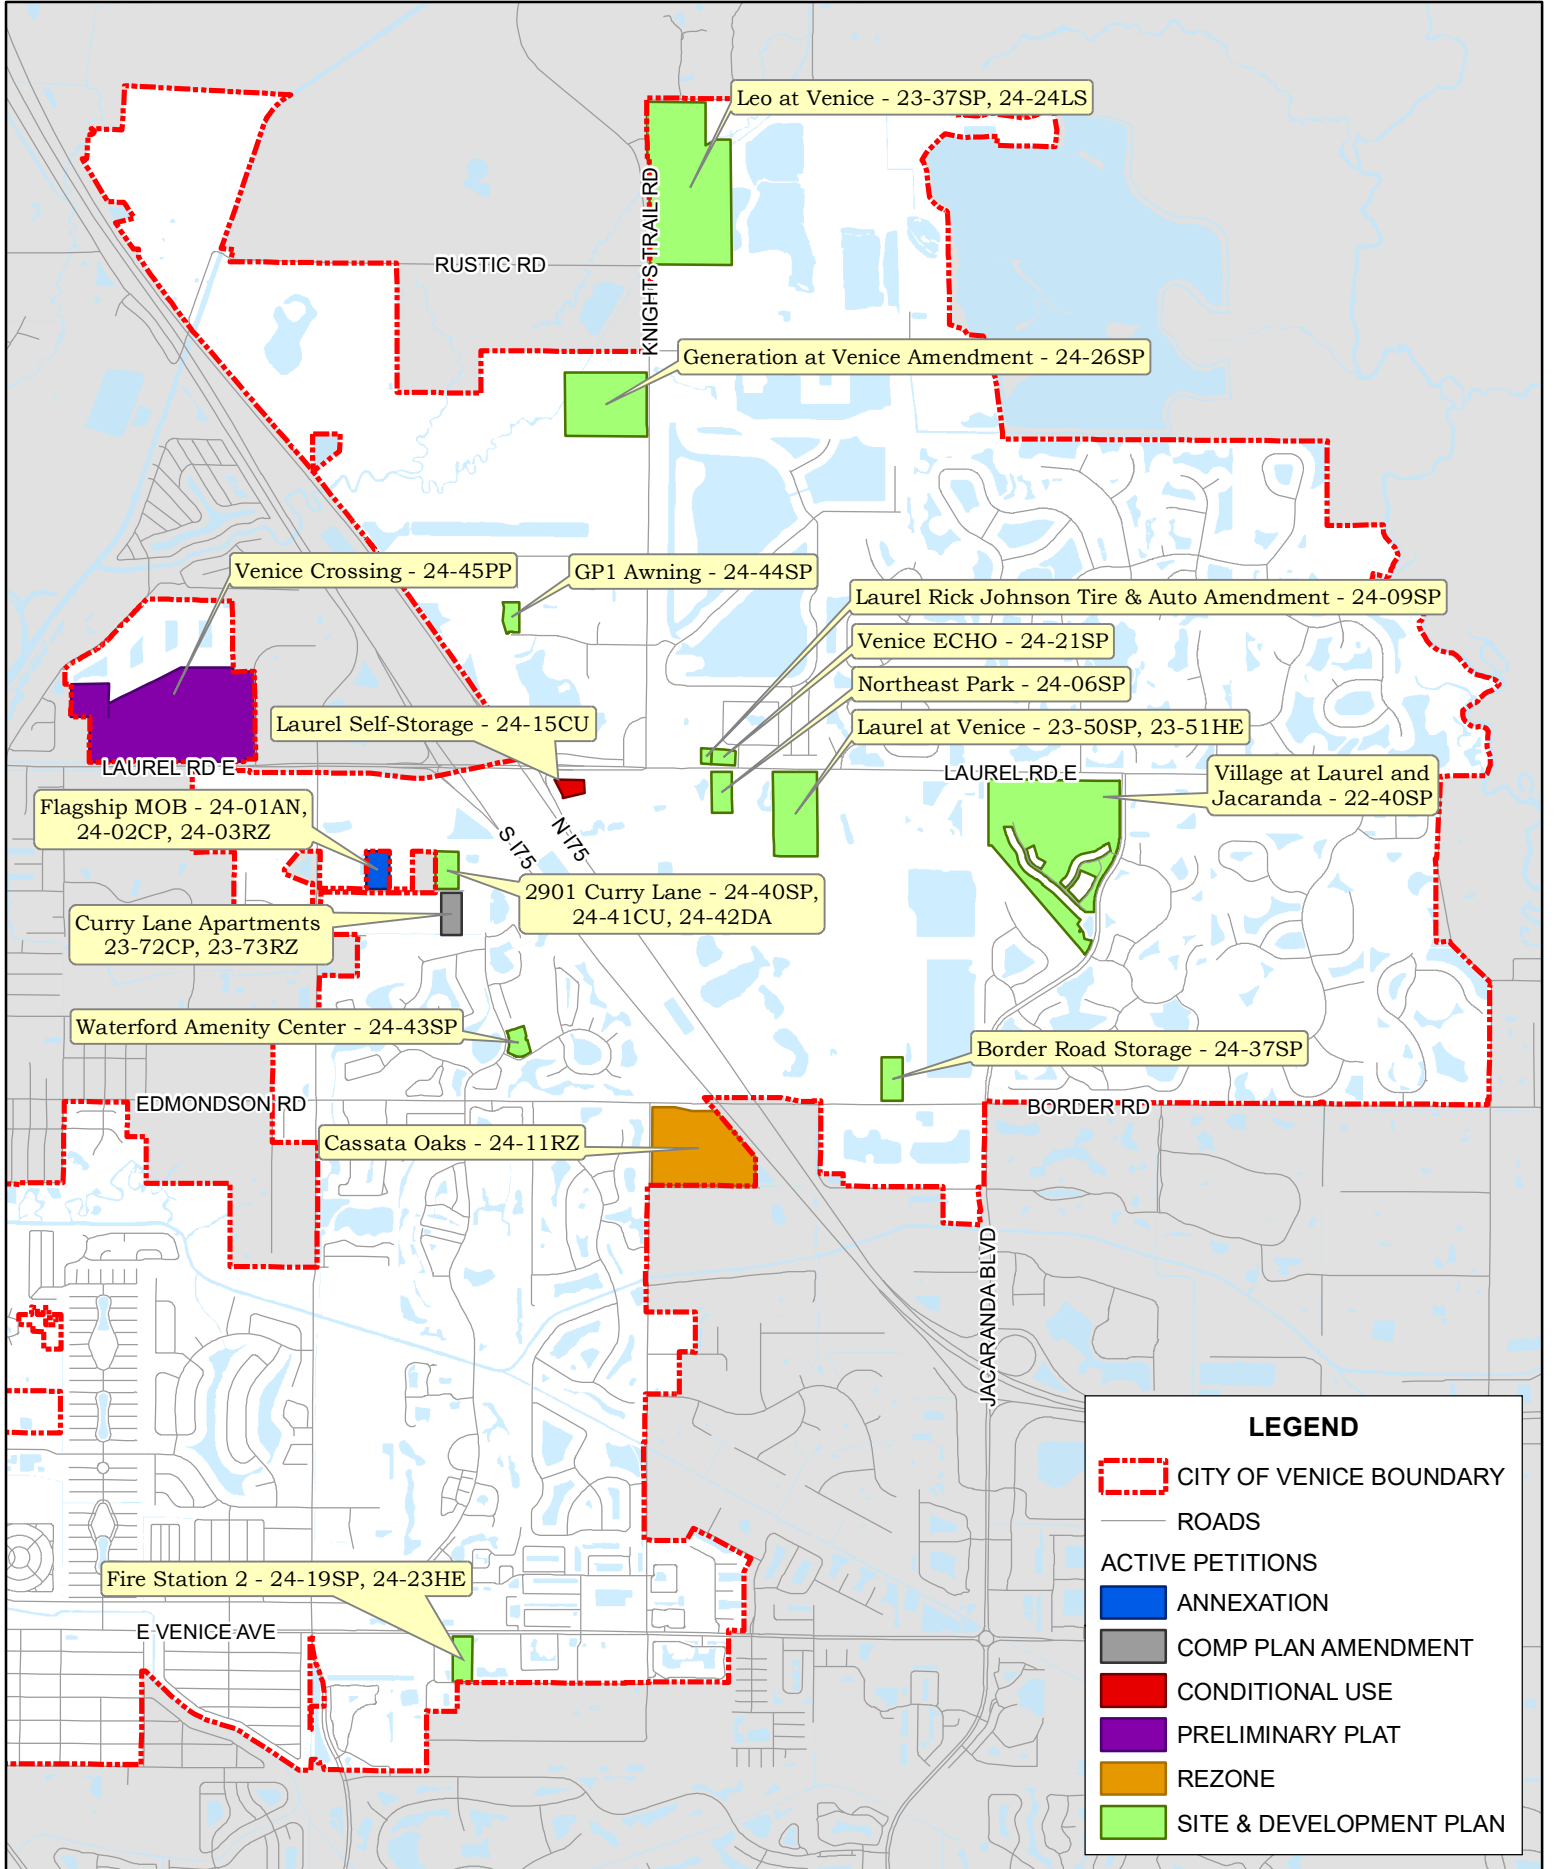 Leo at Venice - 23-37SP, 24-24LS
KNIGHTS TRAIL RD
RUSTIC RD
Generation at Venice Amendment - 24-26SP
Venice Crossing - 24-45PP
GP1 Awning - 24-44SP
Laurel Rick Johnson Tire & Auto Amendment - 24-09SP
Venice ECHO - 24-21SP
Northeast Park - 24-06SP
Laurel Self-Storage - 24-15CU
Laurel at Venice - 23-50SP, 23-51HE
LAUREL RD E
LAUREL RD E
Village at Laurel and
Jacaranda - 22-40SP
Flagship MOB - 24-01AN,
24-02CP, 24-03RZ
S I75
N I75
2901 Curry Lane - 24-40SP,
24-41CU, 24-42DA
Curry Lane Apartments
23-72CP, 23-73RZ
Waterford Amenity Center - 24-43SP
Border Road Storage - 24-37SP
EDMONDSON RD
BORDER RD
Cassata Oaks - 24-11RZ
JACARANDA BLVD
Fire Station 2 - 24-19SP, 24-23HE
E VENICE AVE
LEGEND
CITY OF VENICE BOUNDARY
ROADS
ACTIVE PETITIONS
ANNEXATION
COMP PLAN AMENDMENT
CONDITIONAL USE
PRELIMINARY PLAT
REZONE
SITE & DEVELOPMENT PLAN